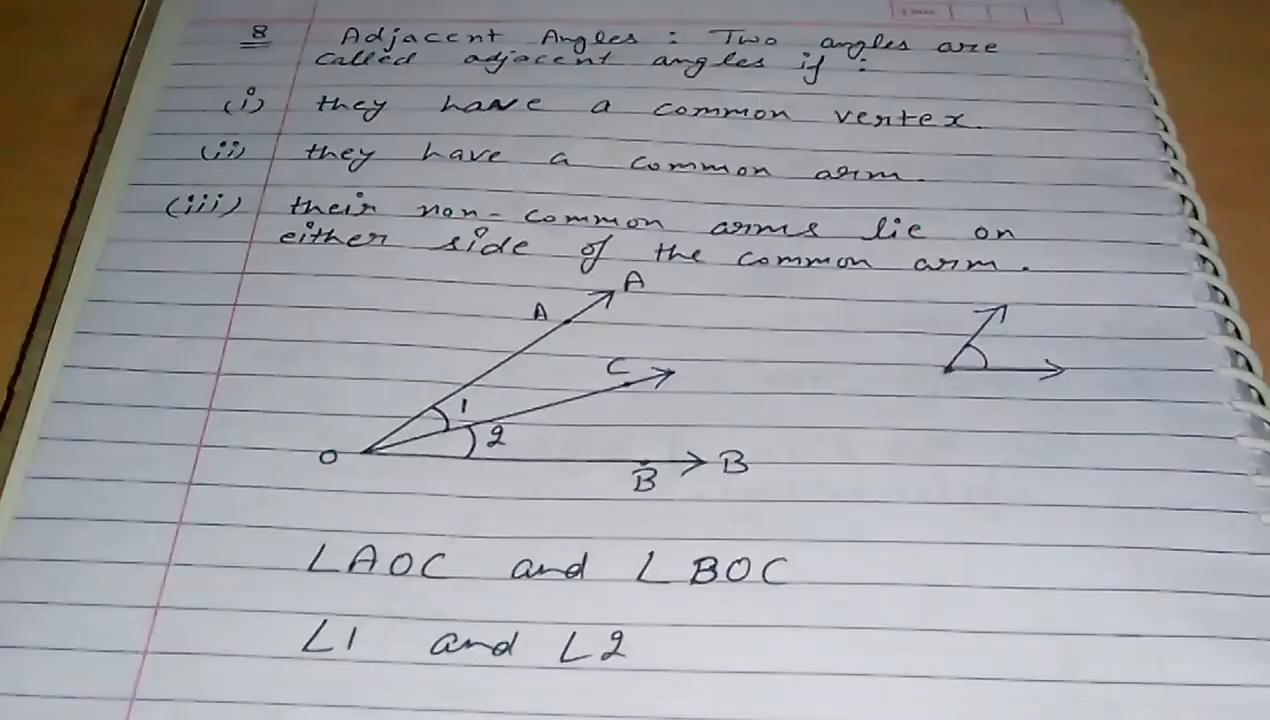 8 Adjacent Angles : Two angles are
called adjacent angles if :
(i) they have a common vertex.
(ii) they have a common arm.
(iii) their non-common arms lie on
either side of the common arm.
A
A
C
1
2
O
B
B
∠AOC and ∠BOC
∠1 and ∠2